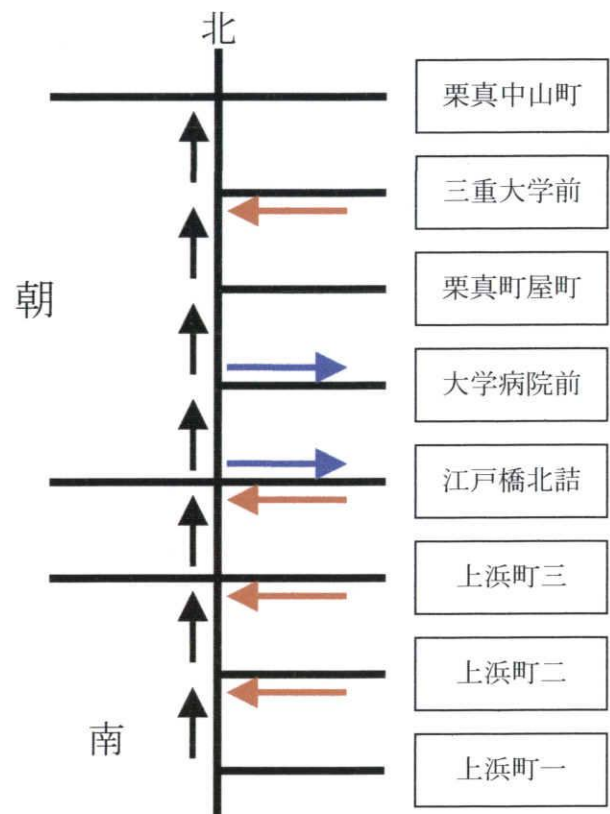 北
栗真中山町
三重大学前
朝
栗真町屋町
大学病院前
江戸橋北詰
上浜町三
上浜町二
南
上浜町一